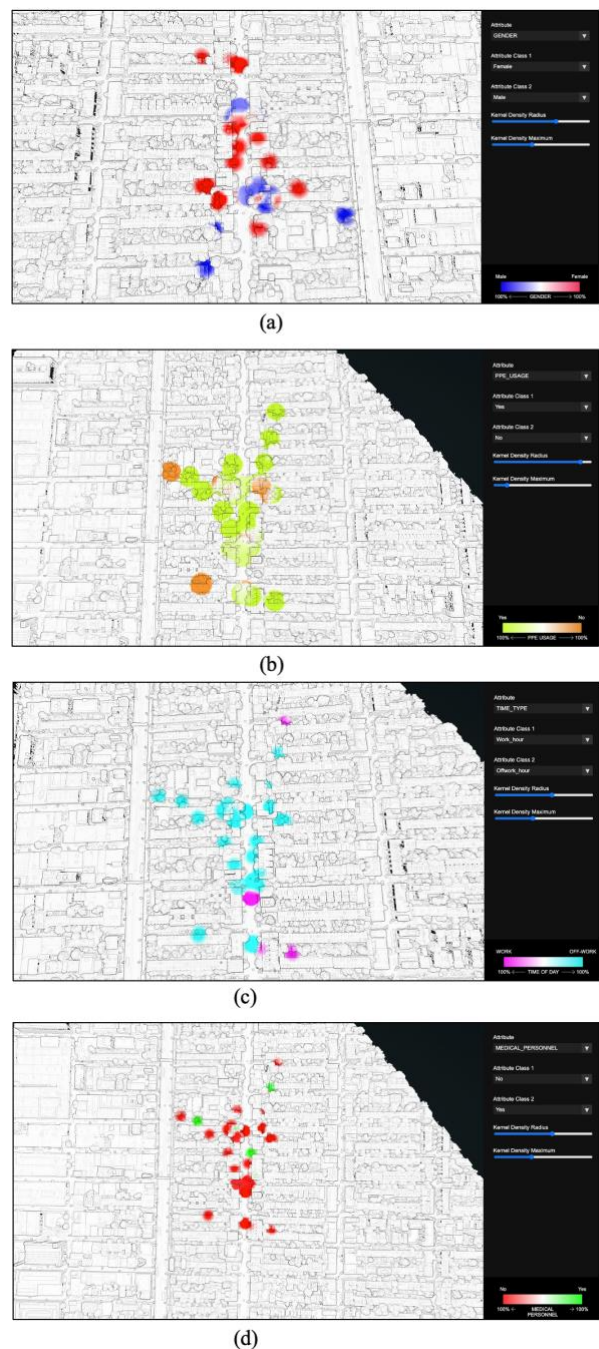 Attribute
GENDER
Attribute Class 1
Female
Attribute Class 2
Male
Kernel Density Radius
Kernel Density Maximum
Male Female
100% <— GENDER —> 100%
(a)
Attribute
PPE_USAGE
Attribute Class 1
Yes
Attribute Class 2
No
Kernel Density Radius
Kernel Density Maximum
Yes No
100% <— PPE USAGE —> 100%
(b)
Attribute
TIME_TYPE
Attribute Class 1
Work_hour
Attribute Class 2
Offwork_hour
Kernel Density Radius
Kernel Density Maximum
WORK OFF-WORK
100% <— TIME OF DAY —> 100%
(c)
Attribute
MEDICAL_PERSONNEL
Attribute Class 1
No
Attribute Class 2
Yes
Kernel Density Radius
Kernel Density Maximum
No Yes
100% <— MEDICAL —> 100%
PERSONNEL
(d)